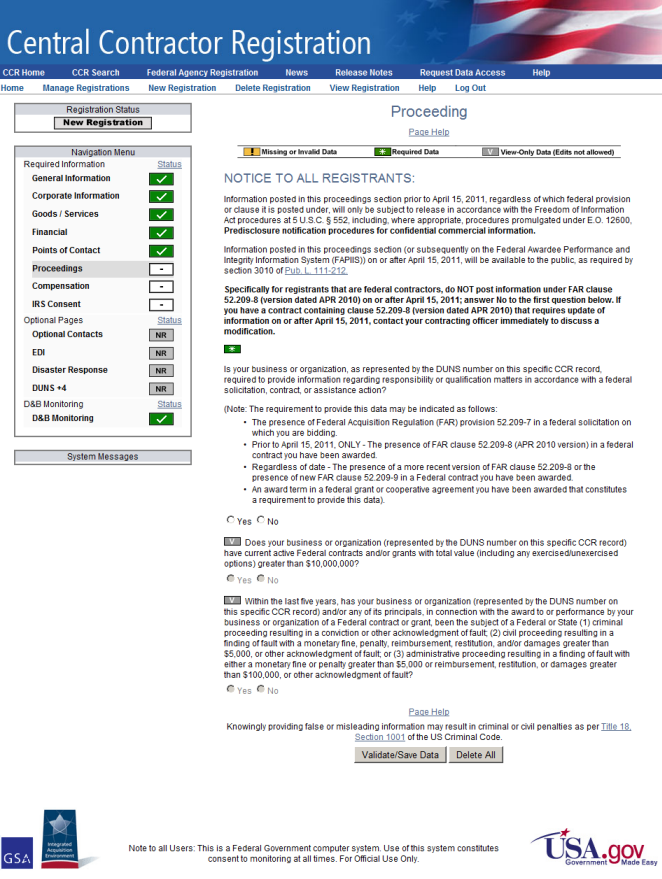 Central Contractor Registration
CCR Home CCR Search Federal Agency Registration News Release Notes Request Data Access Help
Home Manage Registrations New Registration Delete Registration View Registration Help Log Out
Registration Status
New Registration
Navigation Menu
Required Information Status
General Information
Corporate Information
Goods / Services
Financial
Points of Contact
Proceedings -
Compensation -
IRS Consent -
Optional Pages Status
Optional Contacts NR
EDI NR
Disaster Response NR
DUNS +4 NR
D&B Monitoring Status
D&B Monitoring
System Messages
Proceeding
Page Help
! Missing or Invalid Data * Required Data V View-Only Data (Edits not allowed)
NOTICE TO ALL REGISTRANTS:
Information posted in this proceedings section prior to April 15, 2011, regardless of which federal provision
or clause it is posted under, will only be subject to release in accordance with the Freedom of Information
Act procedures at 5 U.S.C. § 552, including, where appropriate, procedures promulgated under E.O. 12600,
Predisclosure notification procedures for confidential commercial information.
Information posted in this proceedings section (or subsequently on the Federal Awardee Performance and
Integrity Information System (FAPIIS)) on or after April 15, 2011, will be available to the public, as required by
section 3010 of Pub. L. 111-212.
Specifically for registrants that are federal contractors, do NOT post information under FAR clause
52.209-8 (version dated APR 2010) on or after April 15, 2011; answer No to the first question below. If
you have a contract containing clause 52.209-8 (version dated APR 2010) that requires update of
information on or after April 15, 2011, contact your contracting officer immediately to discuss a
modification.
*
Is your business or organization, as represented by the DUNS number on this specific CCR record,
required to provide information regarding responsibility or qualification matters in accordance with a federal
solicitation, contract, or assistance action?
(Note: The requirement to provide this data may be indicated as follows:
• The presence of Federal Acquisition Regulation (FAR) provision 52.209-7 in a federal solicitation on
which you are bidding.
• Prior to April 15, 2011, ONLY - The presence of FAR clause 52.209-8 (APR 2010 version) in a federal
contract you have been awarded.
• Regardless of date - The presence of a more recent version of FAR clause 52.209-8 or the
presence of new FAR clause 52.209-9 in a Federal contract you have been awarded.
• An award term in a federal grant or cooperative agreement you have been awarded that constitutes
a requirement to provide this data).
Yes No
V Does your business or organization (represented by the DUNS number on this specific CCR record)
have current active Federal contracts and/or grants with total value (including any exercised/unexercised
options) greater than $10,000,000?
Yes No
V Within the last five years, has your business or organization (represented by the DUNS number on
this specific CCR record) and/or any of its principals, in connection with the award to or performance by your
business or organization of a Federal contract or grant, been the subject of a Federal or State (1) criminal
proceeding resulting in a conviction or other acknowledgment of fault; (2) civil proceeding resulting in a
finding of fault with a monetary fine, penalty, reimbursement, restitution, and/or damages greater than
$5,000, or other acknowledgment of fault; or (3) administrative proceeding resulting in a finding of fault with
either a monetary fine or penalty greater than $5,000 or reimbursement, restitution, or damages greater
than $100,000, or other acknowledgment of fault?
Yes No
Page Help
Knowingly providing false or misleading information may result in criminal or civil penalties as per Title 18,
Section 1001 of the US Criminal Code.
Validate/Save Data Delete All
GSA
Integrated
Acquisition
Environment
Note to all Users: This is a Federal Government computer system. Use of this system constitutes
consent to monitoring at all times. For Official Use Only.
USA.gov
Government Made Easy